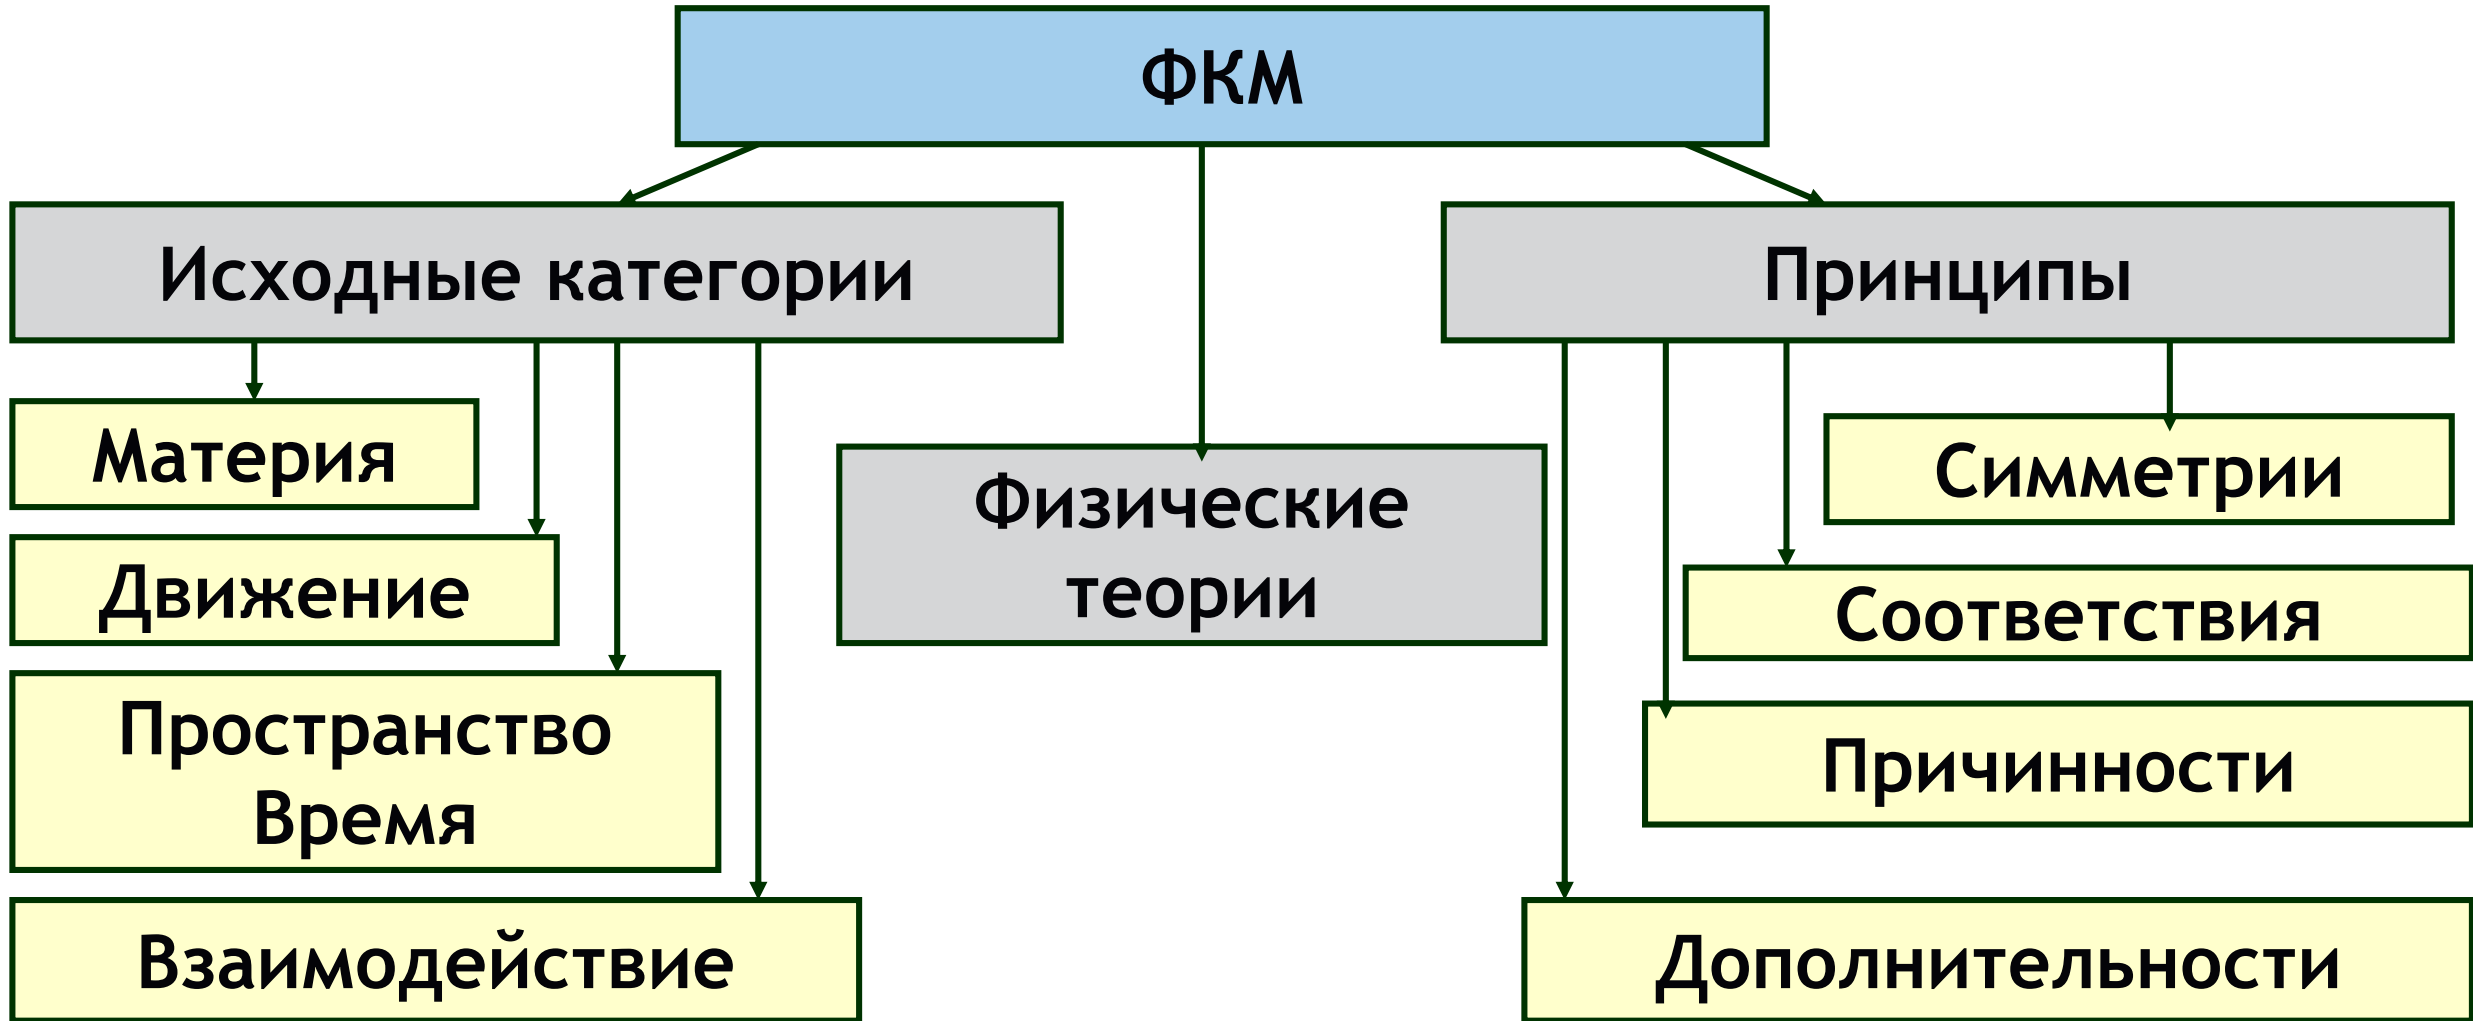 ФКМ
Исходные категории
Принципы
Материя
Движение
Пространство
Время
Взаимодействие
Физические
теории
Симметрии
Соответствия
Причинности
Дополнительности